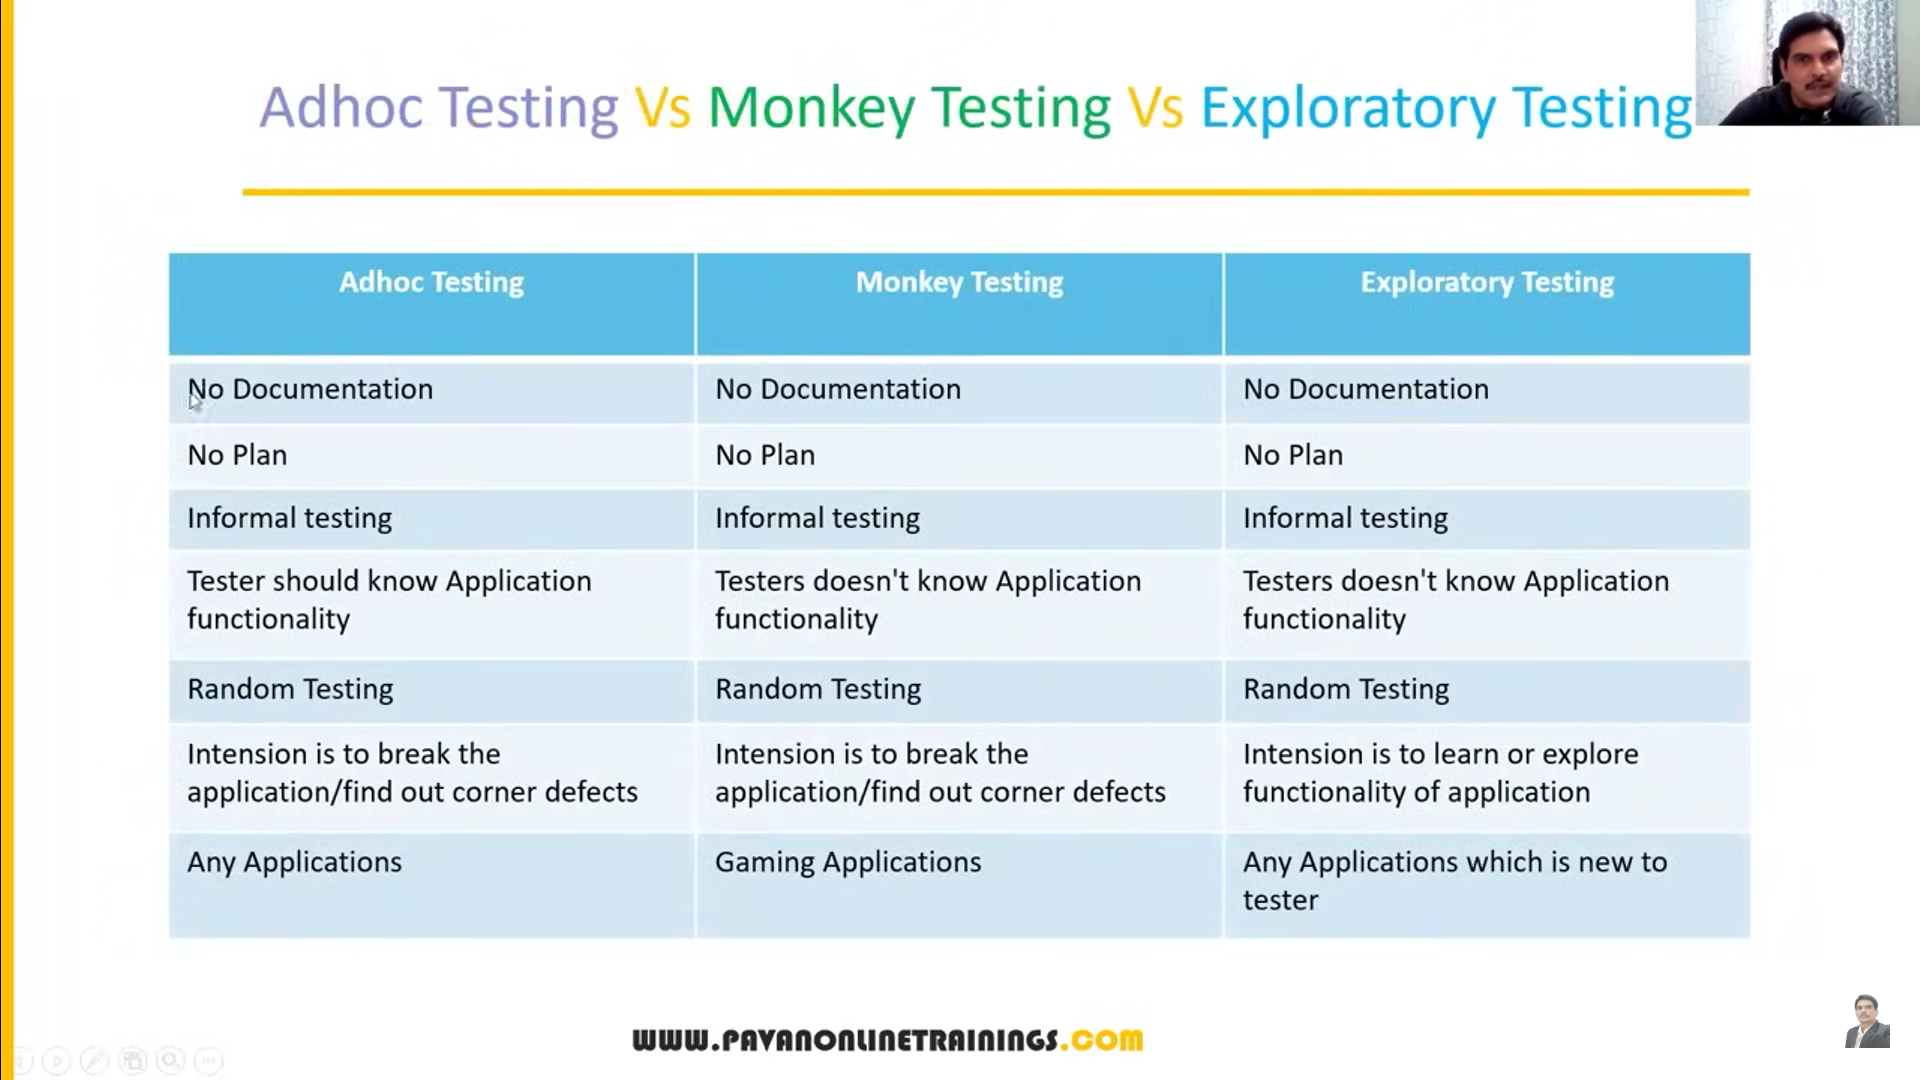 Adhoc Testing Vs Monkey Testing Vs Exploratory Testing
Adhoc Testing
Monkey Testing
Exploratory Testing
No Documentation
No Documentation
No Documentation
No Plan
No Plan
No Plan
Informal testing
Informal testing
Informal testing
Tester should know Application
functionality
Testers doesn't know Application
functionality
Testers doesn't know Application
functionality
Random Testing
Random Testing
Random Testing
Intension is to break the
application/find out corner defects
Intension is to break the
application/find out corner defects
Intension is to learn or explore
functionality of application
Any Applications
Gaming Applications
Any Applications which is new to
tester
WWW.PAVANONLINETRAININGS.COM